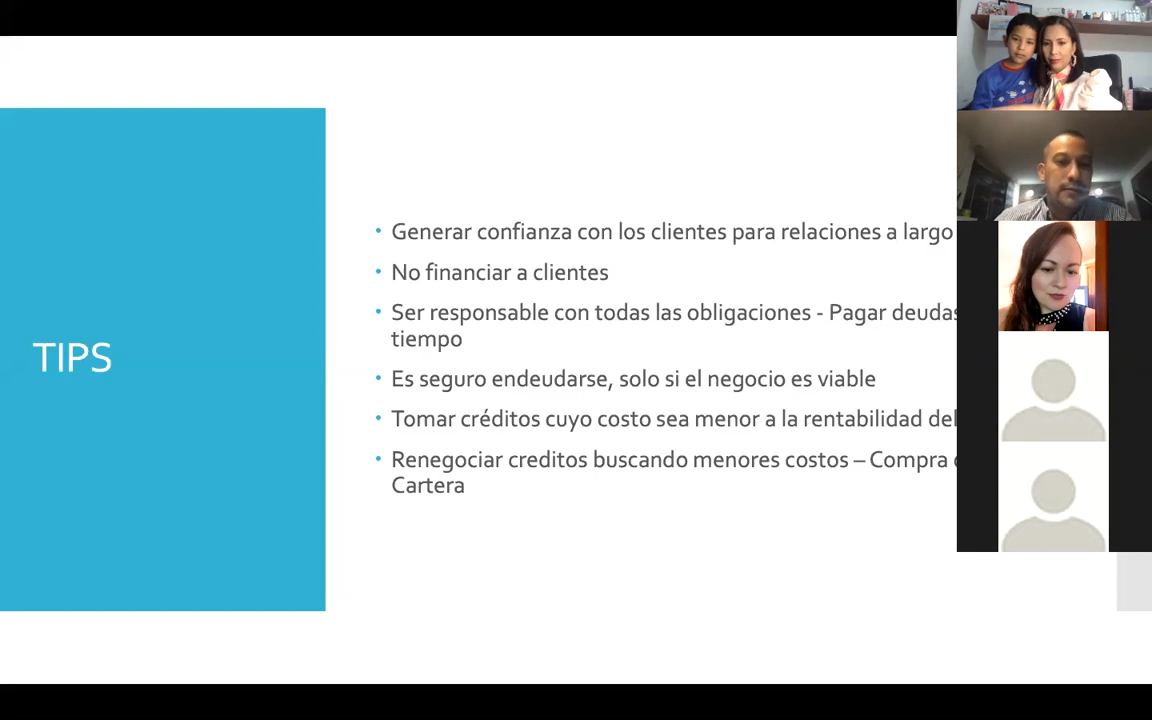 TIPS
• Generar confianza con los clientes para relaciones a largo
• No financiar a clientes
• Ser responsable con todas las obligaciones - Pagar deudas
tiempo
• Es seguro endeudarse, solo si el negocio es viable
• Tomar créditos cuyo costo sea menor a la rentabilidad del
• Renegociar creditos buscando menores costos – Compra
Cartera